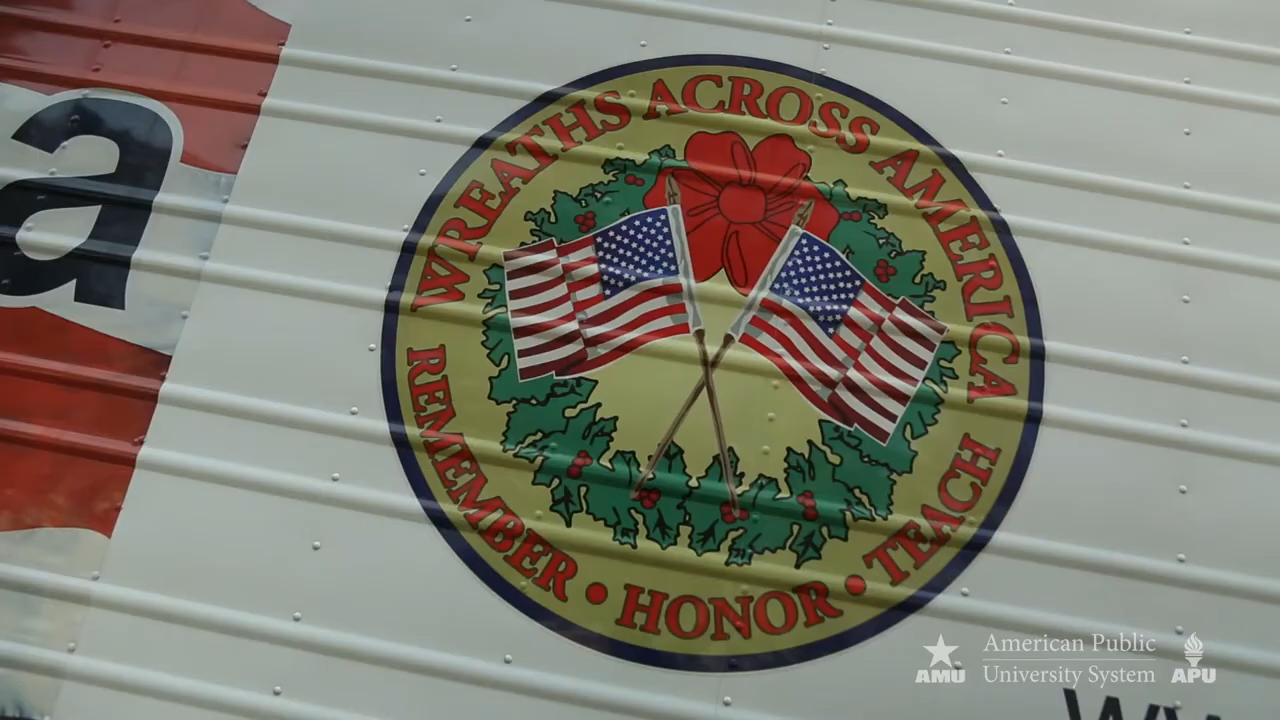 a
WREATHS ACROSS AMERICA
REMEMBER • HONOR • TEACH
AMU
American Public
University System
APU